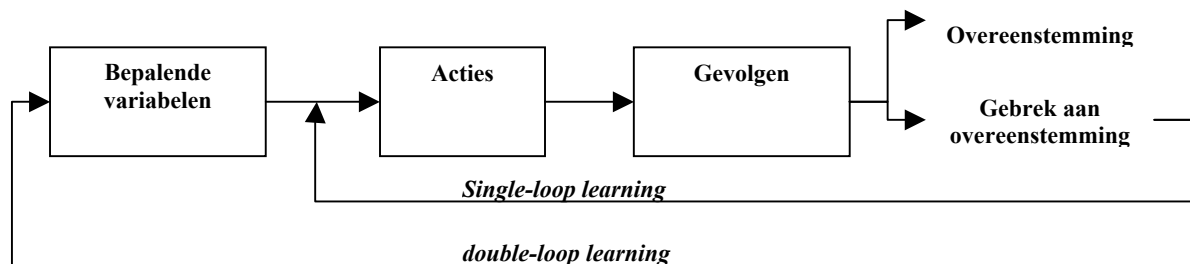 Bepalende
variabelen
Acties
Gevolgen
Overeenstemming
Gebrek aan
overeenstemming
Single-loop learning
double-loop learning